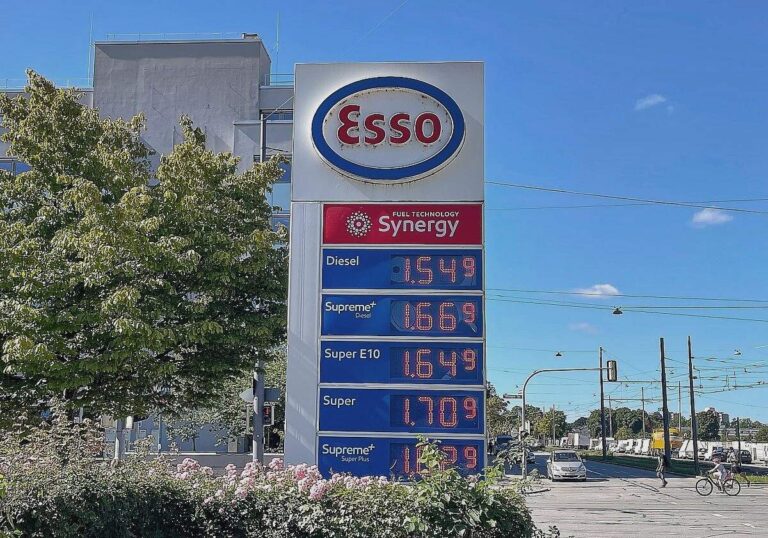 Esso
FUEL TECHNOLOGY
Synergy
Diesel 1.549
Supreme+
Diesel
1.669
Super E10 1.649
Super 1.709
Supreme+
Super Plus